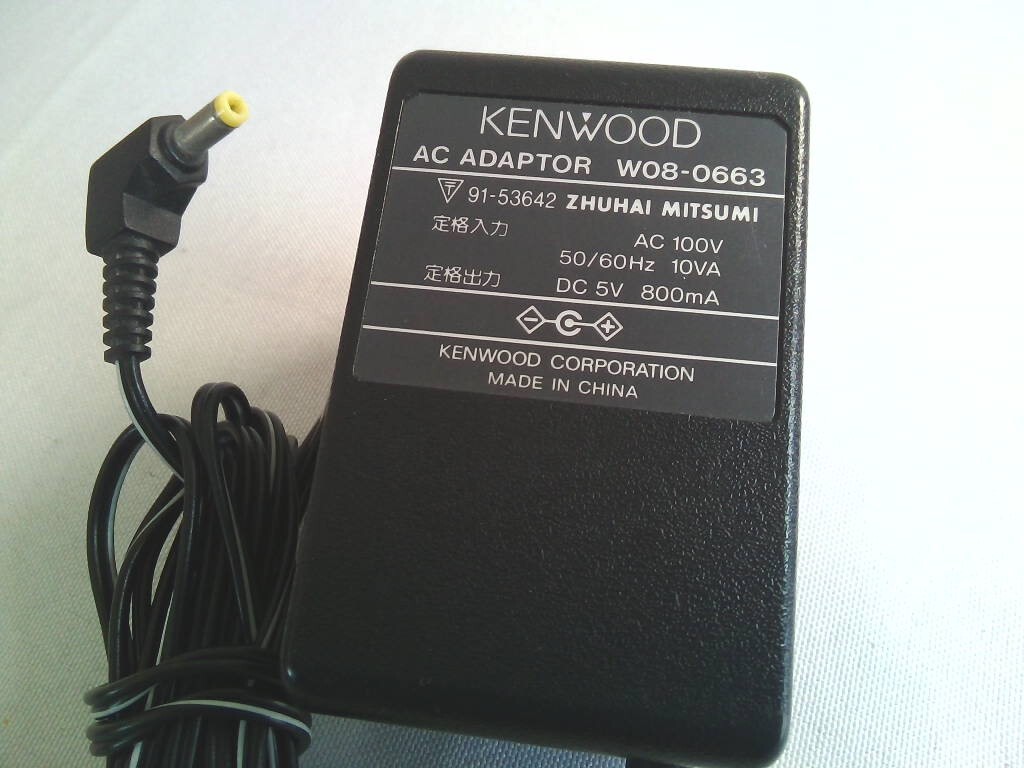 KENWOOD
AC ADAPTOR W08-0663
91-53642 ZHUHAI MITSUMI
定格入力 AC 100V
50/60Hz 10VA
定格出力 DC 5V 800mA
KENWOOD CORPORATION
MADE IN CHINA